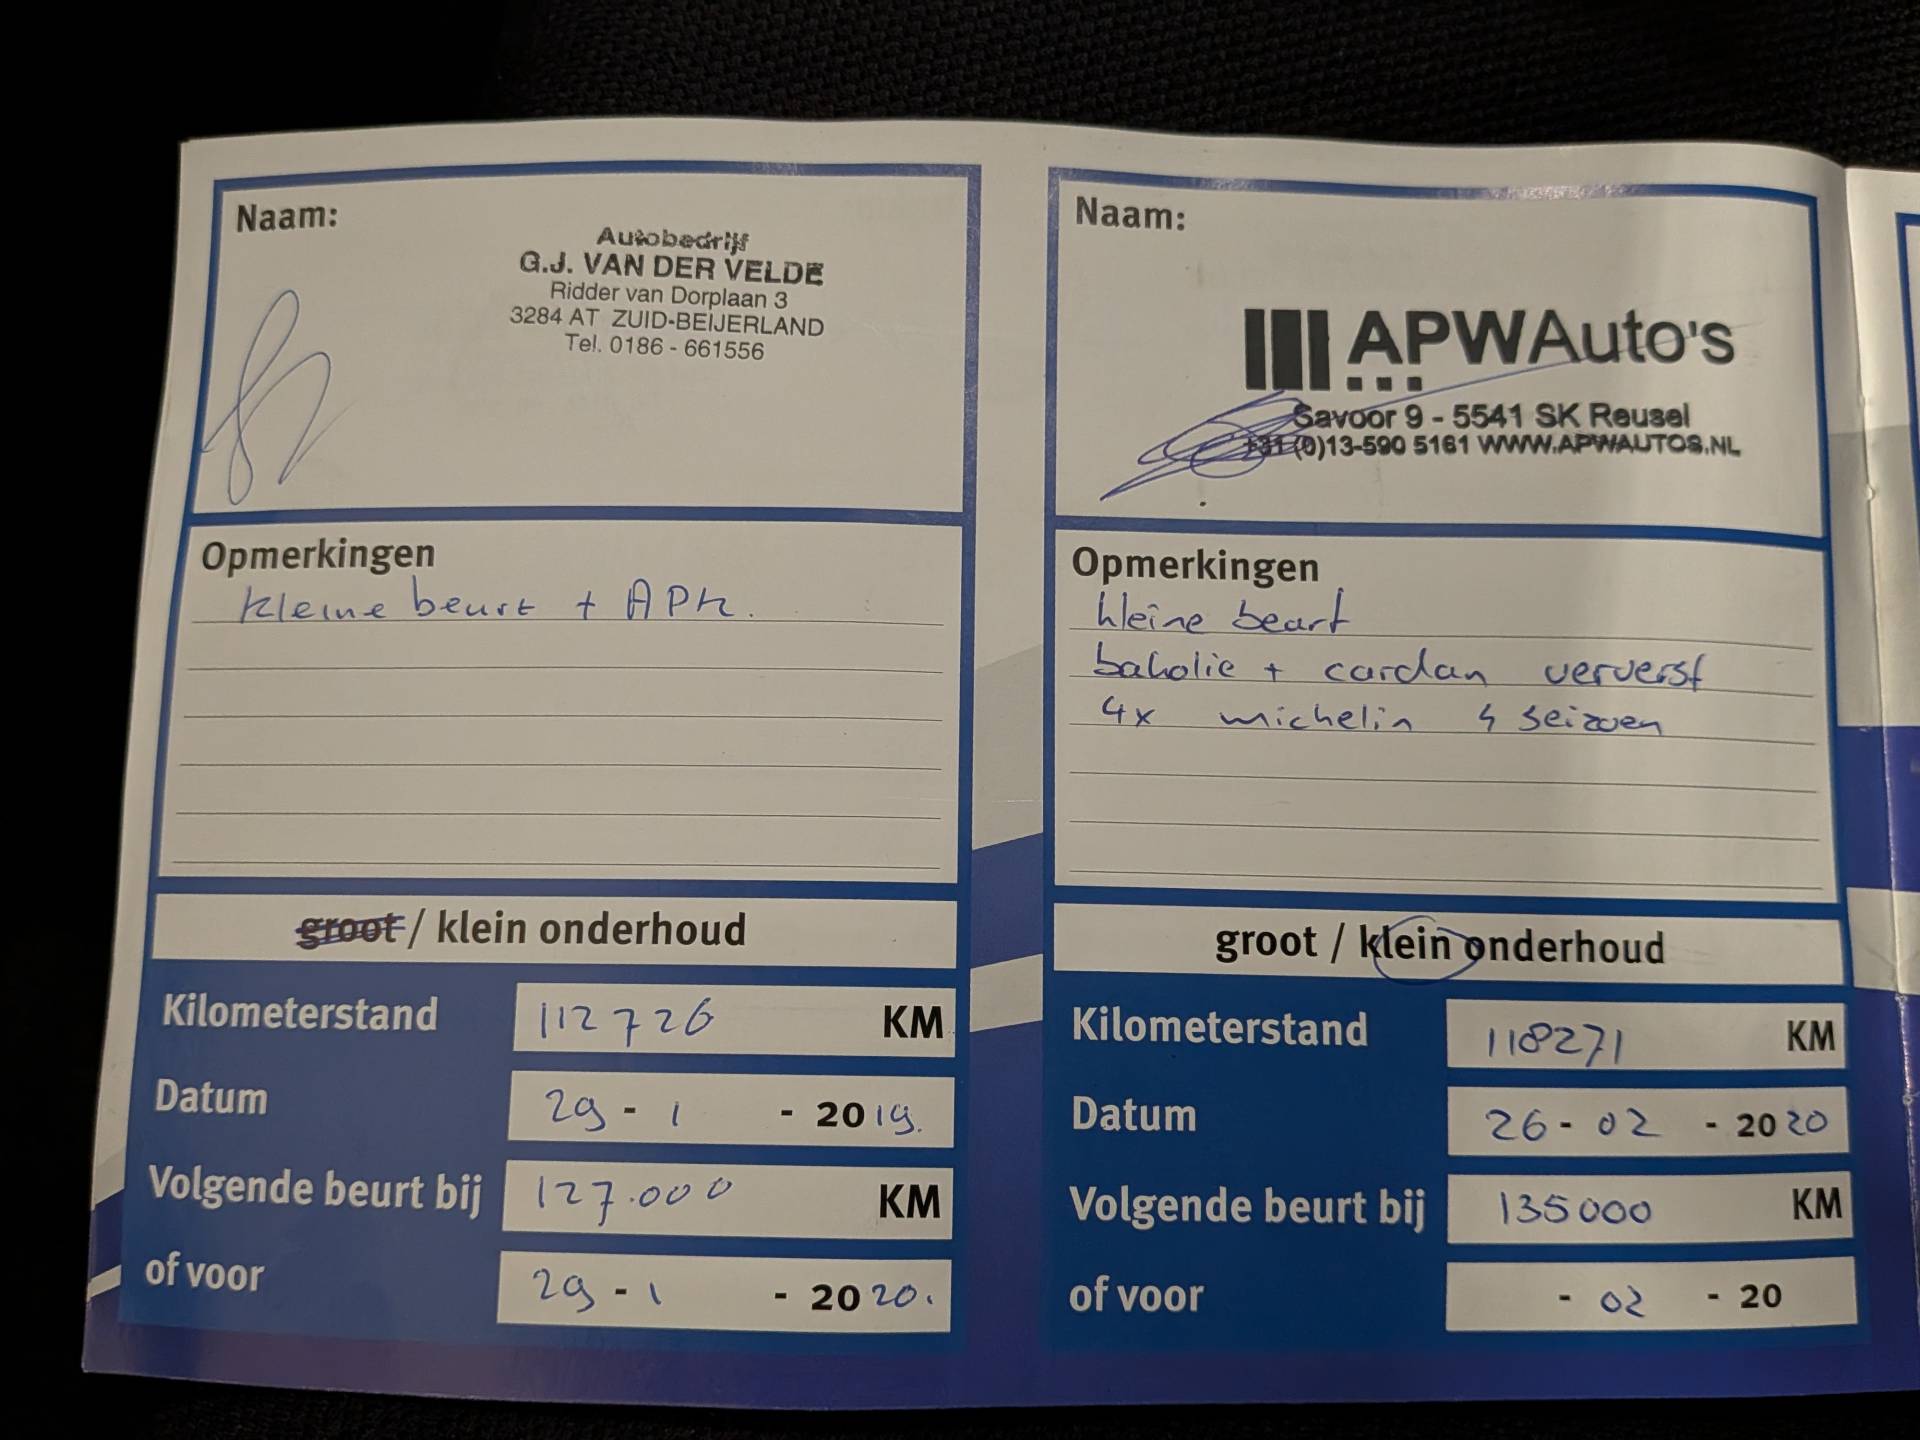 Naam:
Autobedrijf
G.J. VAN DER VELDE
Ridder van Dorplaan 3
3284 AT ZUID-BEIJERLAND
Tel. 0186 - 661556
Opmerkingen
Kleine beurt + APK.
groot / klein onderhoud
Kilometerstand 112726 KM
Datum 29 - 1 - 2019.
Volgende beurt bij 127.000 KM
of voor 29 - 1 - 2020.
Naam:
APWAuto's
Savoor 9 - 5541 SK Reusel
+31 (0)13-590 5161 WWW.APWAUTOS.NL
Opmerkingen
kleine beurt
bakolie + cardan ververst
4x michelin 4 seizoen
groot / klein onderhoud
Kilometerstand 118271 KM
Datum 26 - 02 - 2020
Volgende beurt bij 135000 KM
of voor - 02 - 20